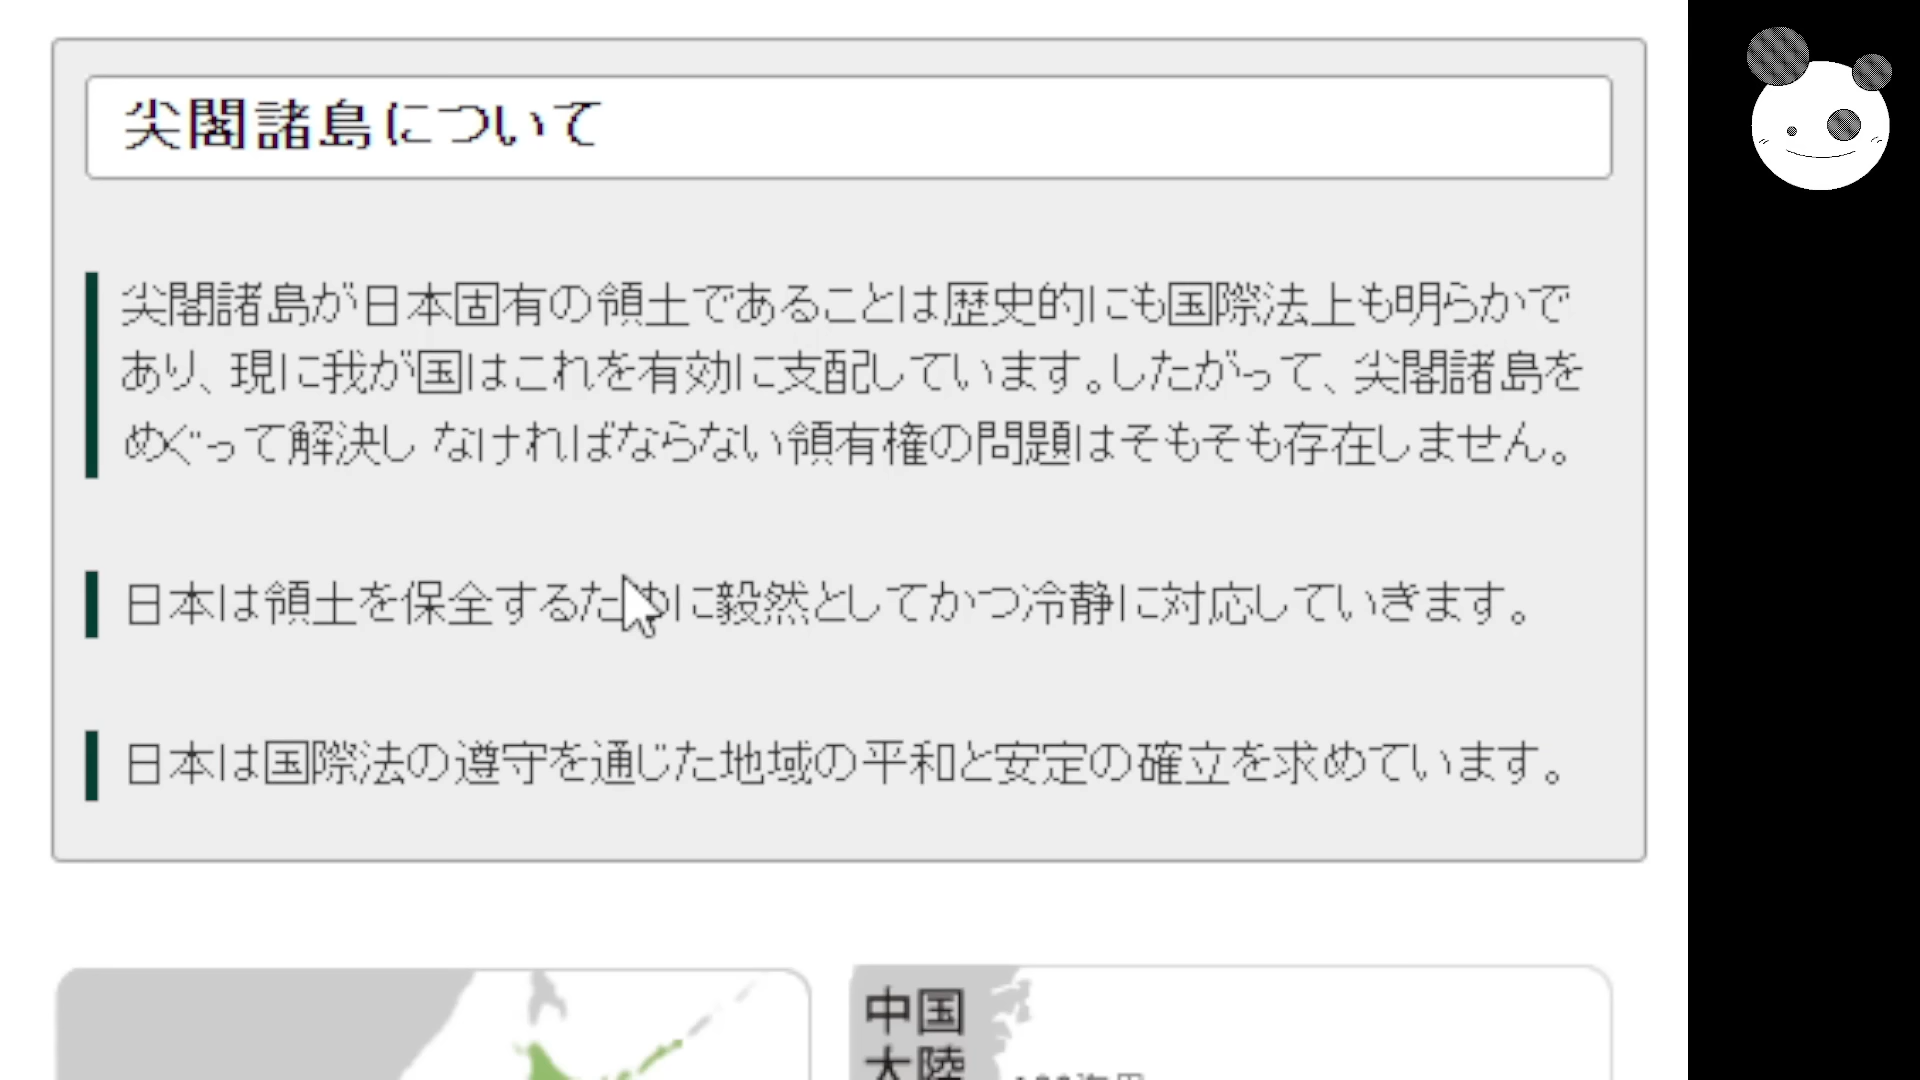 尖閣諸島について
尖閣諸島が日本固有の領土であることは歴史的にも国際法上も明らかで
あり、現に我が国はこれを有効に支配しています。したがって、尖閣諸島を
めぐって解決し なければならない領有権の問題はそもそも存在しません。
日本は領土を保全するために毅然としてかつ冷静に対応していきます。
日本は国際法の遵守を通じた地域の平和と安定の確立を求めています。
中国
大陸